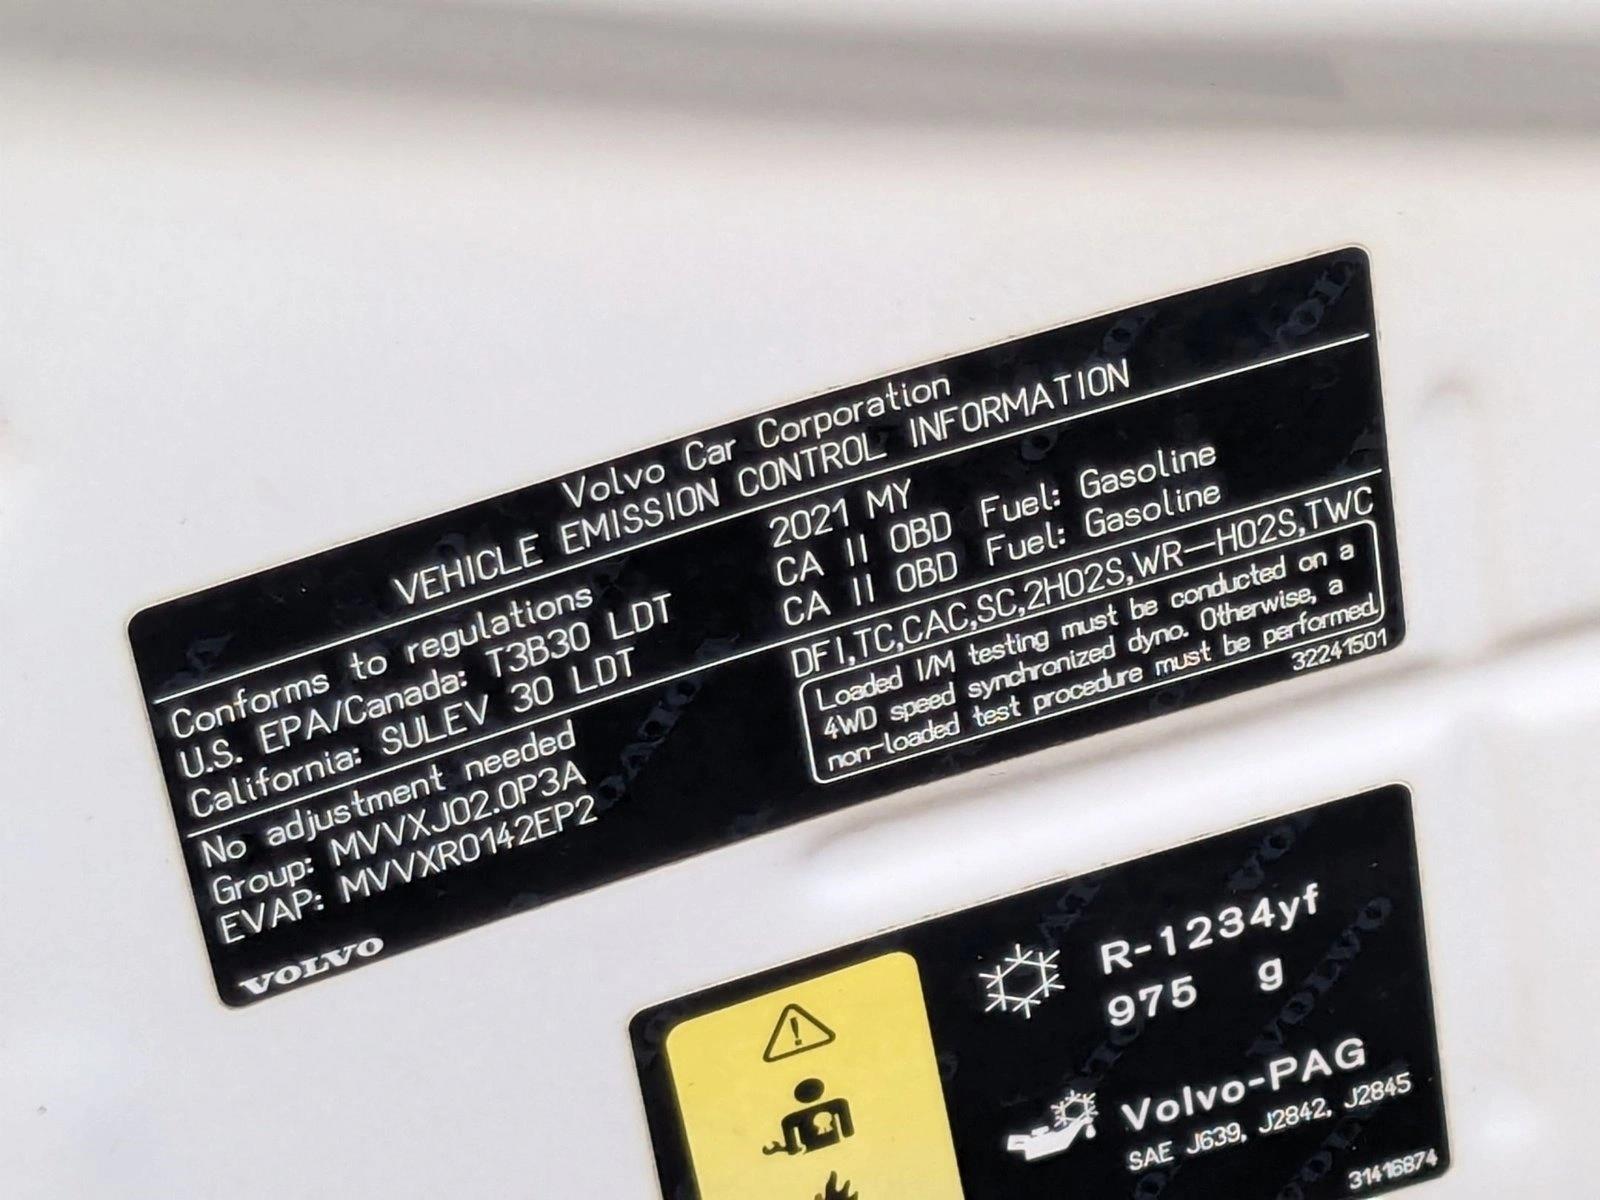 Volvo Car Corporation
VEHICLE EMISSION CONTROL INFORMATION
Conforms to regulations 2021 MY
U.S. EPA/Canada: T3B30 LDT CA II OBD Fuel: Gasoline
California: SULEV 30 LDT CA II OBD Fuel: Gasoline
No adjustment needed DFI,TC,CAC,SC,2HO2S,WR-HO2S,TWC
Group: MVVXJ02.0P3A
EVAP: MVVXR0142EP2
Loaded I/M testing must be conducted on a
4WD speed synchronized dyno. Otherwise, a
non-loaded test procedure must be performed
32241501
VOLVO
R-1234yf
975 g
Volvo-PAG
SAE J639, J2842, J2845
31416874